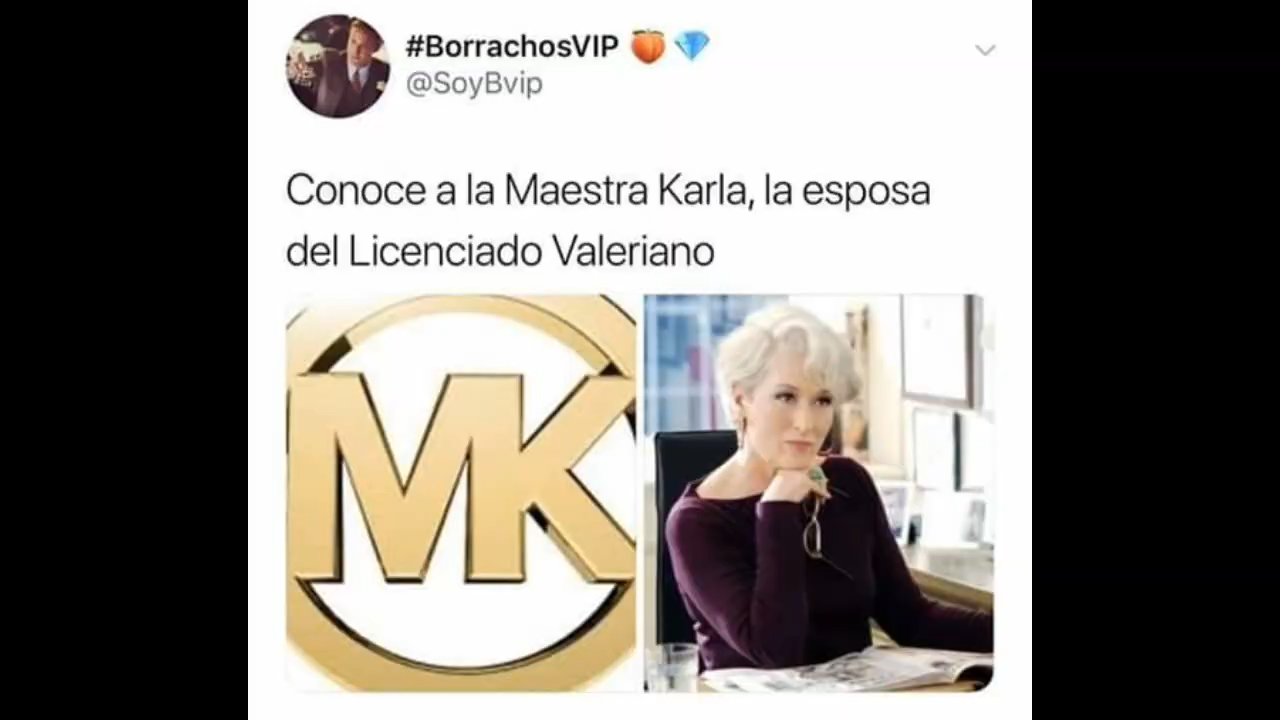 #BorrachosVIP 🍑 💎
@SoyBvip
Conoce a la Maestra Karla, la esposa
del Licenciado Valeriano
MK